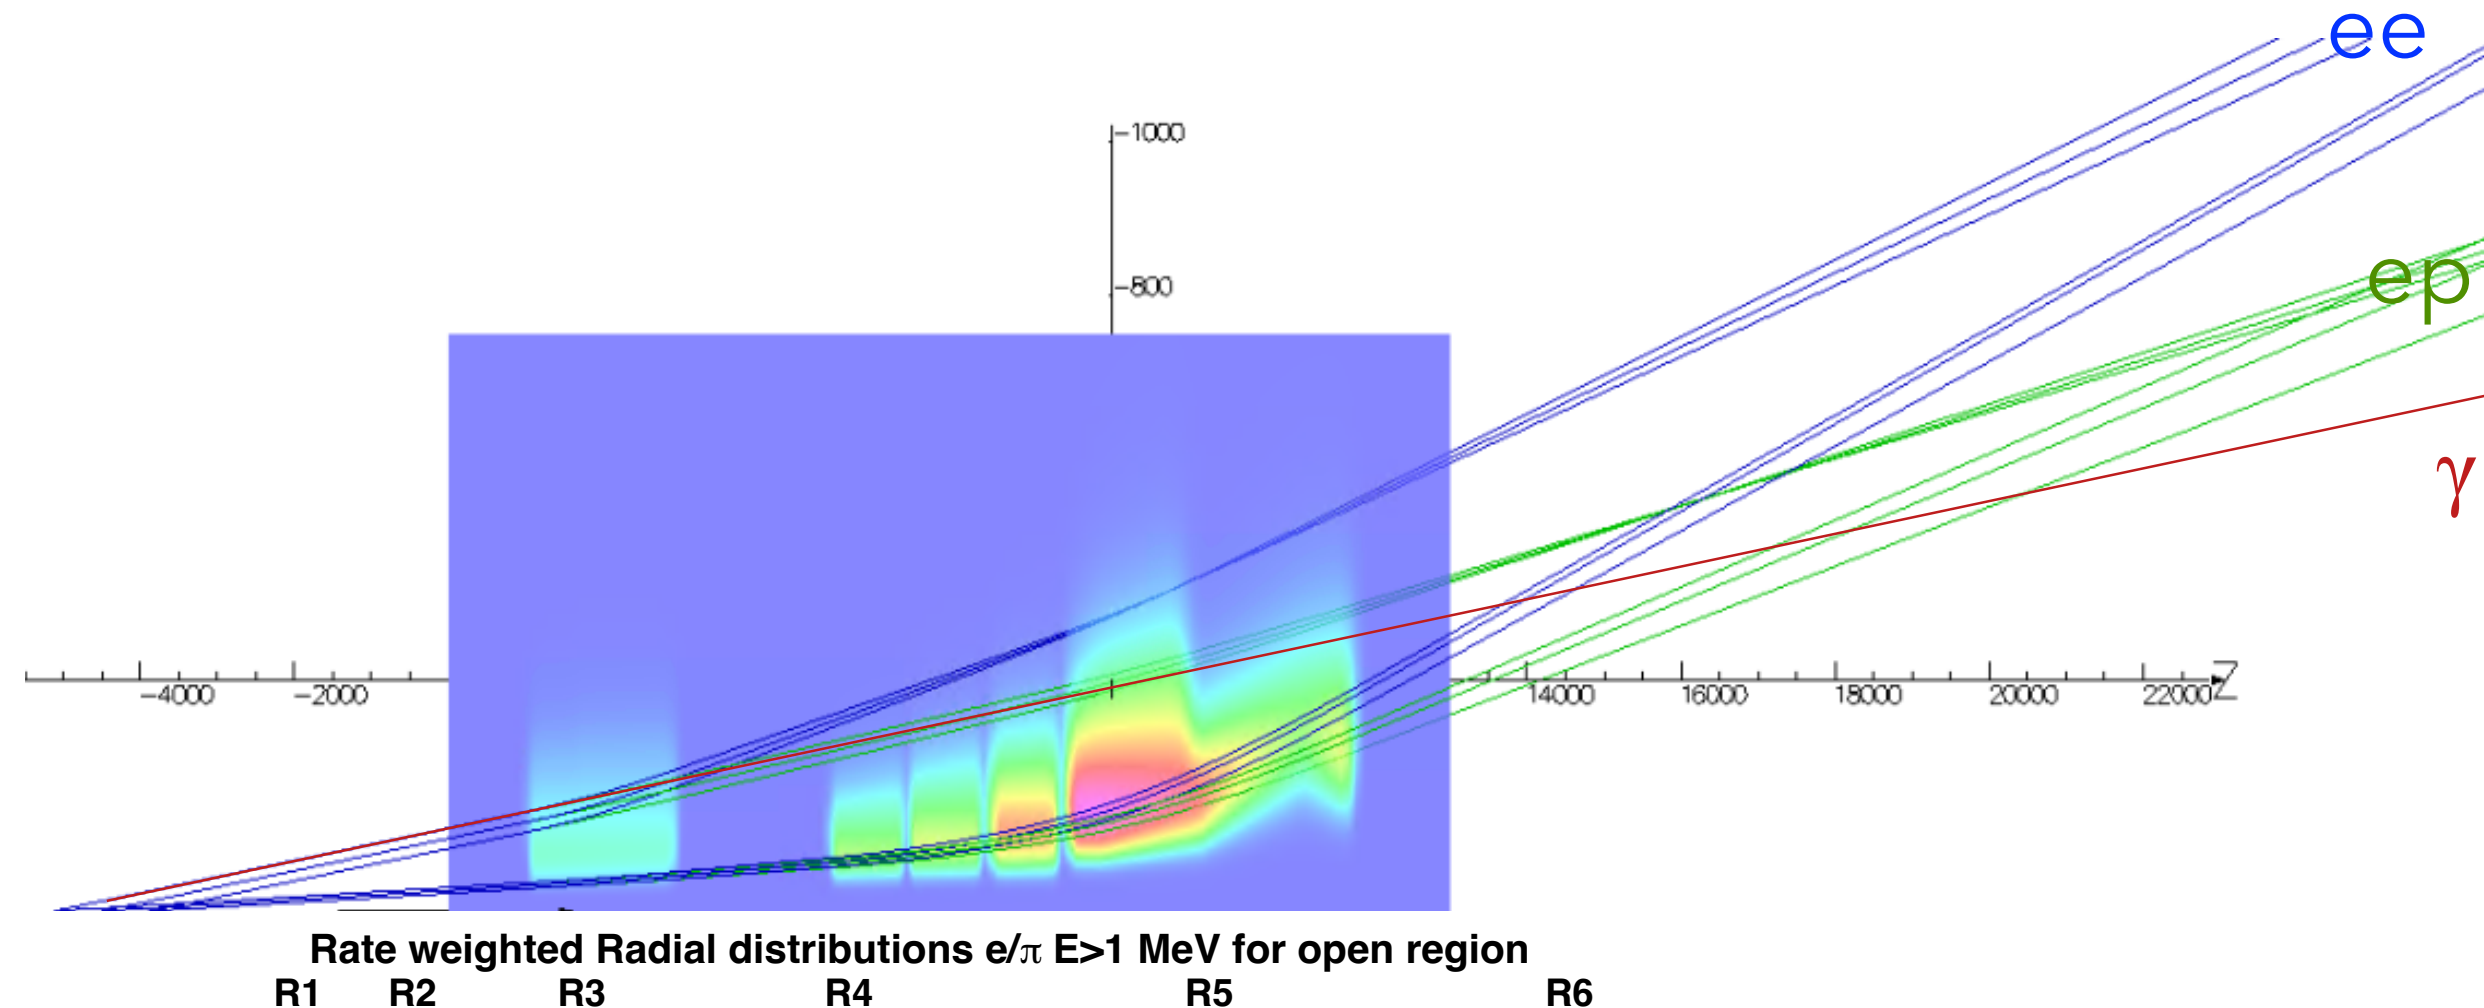 ee
−1000
ep
−800
γ
−4000 −2000 14000 16000 18000 20000 22000 Z
Rate weighted Radial distributions e/π E>1 MeV for open region
R1 R2 R3 R4 R5 R6